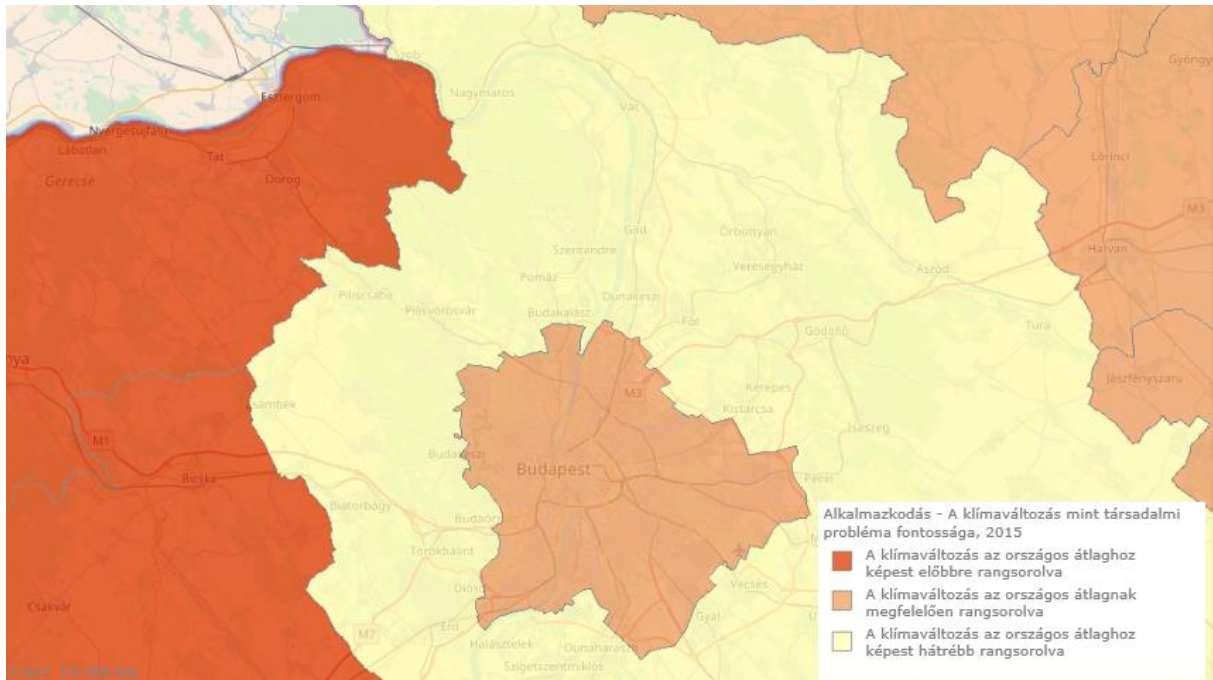 Szob
Gyöngyö
Nagymaros
Vác
Esztergom
Nyergesújfalu
Lábatlan
Tát
Lőrinci
Gerecse
Dorog
M3
Göd
Őrbottyán
Szentendre
Hatvan
Veresegyház
Aszód
Pomáz
Piliscsaba
Dunakeszi
Pilisvörösvár
Budakalász
Fót
Gödöllő
Tura
nya
Jászfényszaru
M3
Kerepes
Zsámbék
Kistarcsa
Isaszeg
M1
Budakeszi
Budapest
Bicske
Pécel
Biatorbágy
Budaörs
Törökbálint
Diósd
Vecsés
Csákvár
Gyál
Érd
M7
Halásztelek
Dunaharaszti
Szigetszentmiklós
Alkalmazkodás - A klímaváltozás mint társadalmi
probléma fontossága, 2015
A klímaváltozás az országos átlaghoz
képest előbbre rangsorolva
A klímaváltozás az országos átlagnak
megfelelően rangsorolva
A klímaváltozás az országos átlaghoz
képest hátrébb rangsorolva